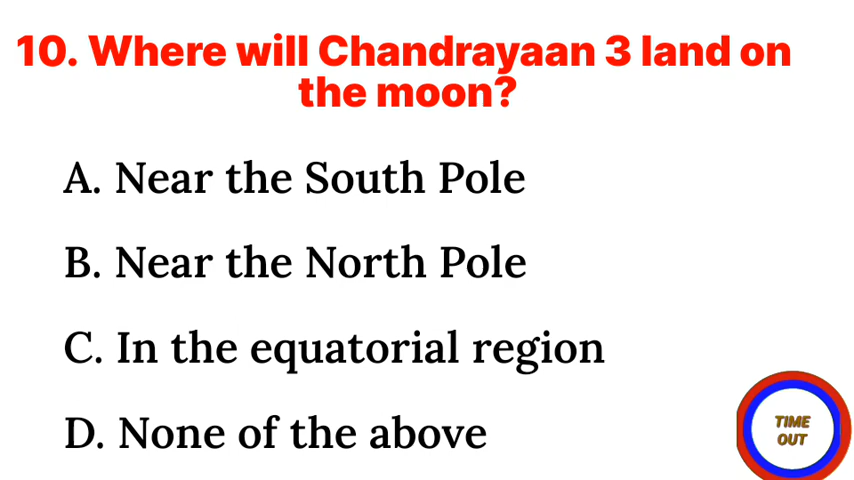 10. Where will Chandrayaan 3 land on
the moon?
A. Near the South Pole
B. Near the North Pole
C. In the equatorial region
D. None of the above
TIME
OUT